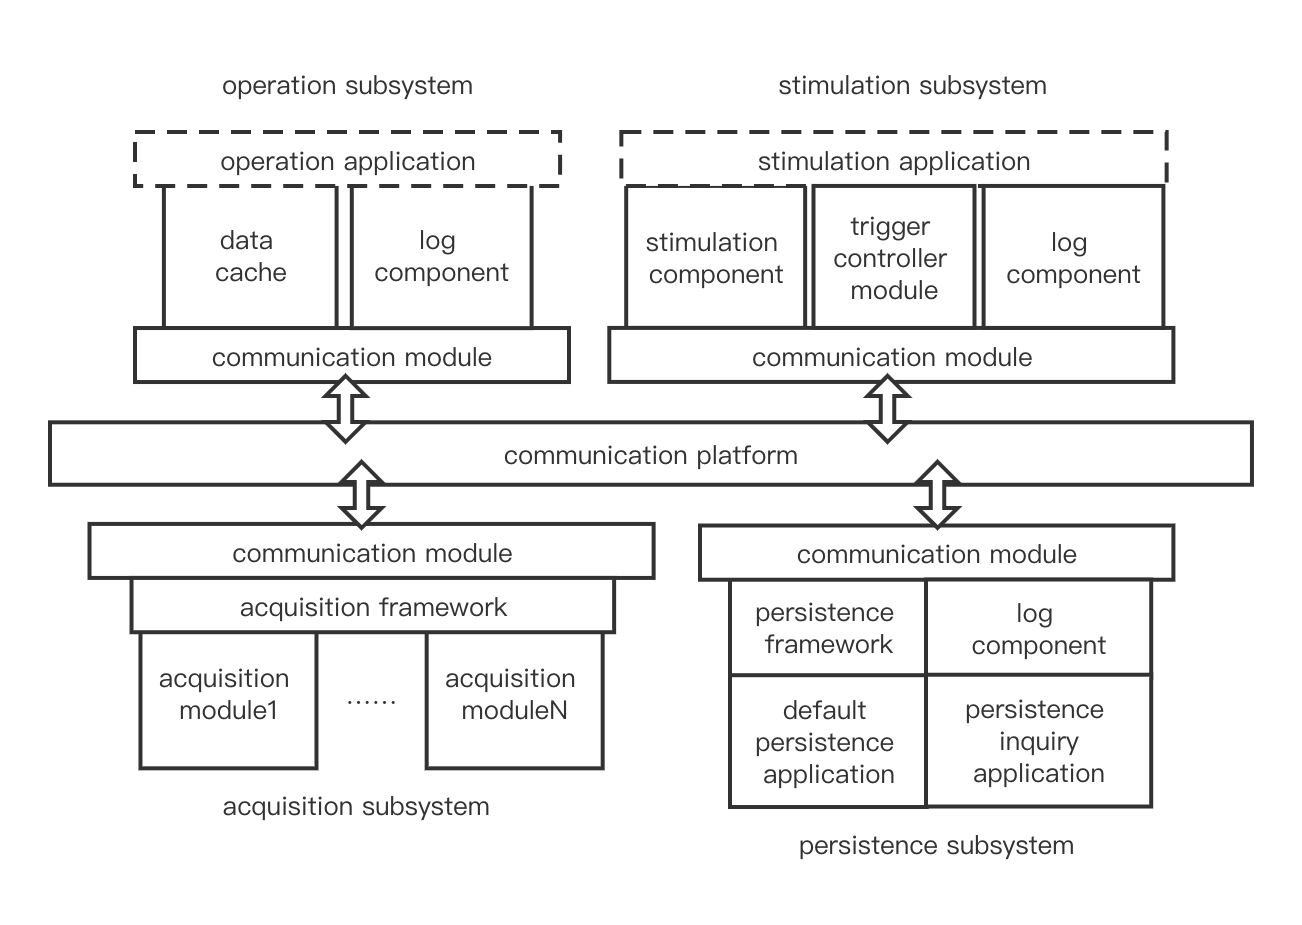 operation subsystem
stimulation subsystem
operation application
stimulation application
data
cache
log
component
stimulation
component
trigger
controller
module
log
component
communication module
communication module
communication platform
communication module
communication module
acquisition framework
persistence
framework
log
component
acquisition
module1
......
acquisition
moduleN
default
persistence
application
persistence
inquiry
application
acquisition subsystem
persistence subsystem